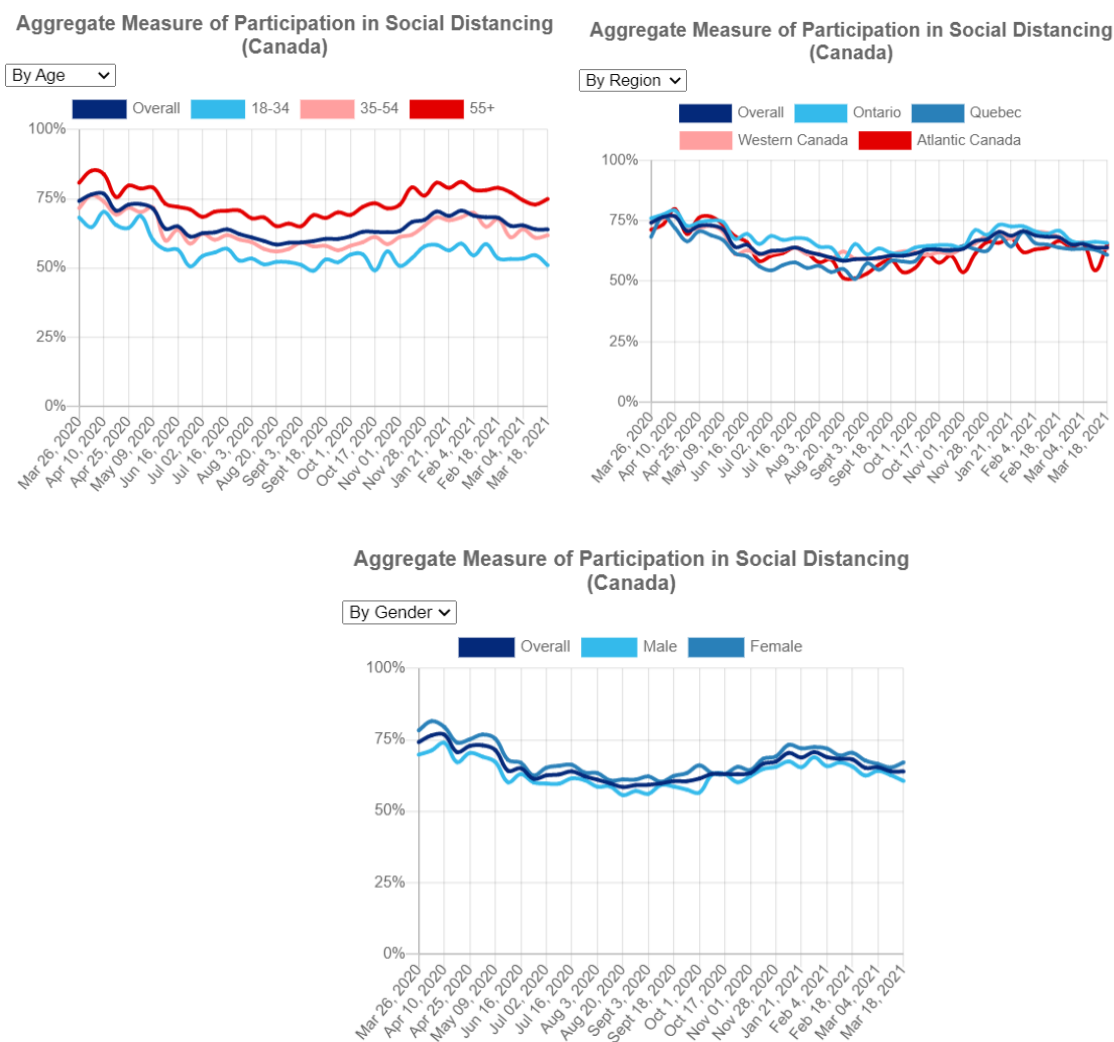 Aggregate Measure of Participation in Social Distancing
(Canada)
By Age
Overall 18-34 35-54 55+
100%
75%
50%
25%
0%
Mar 26, 2020
Apr 10, 2020
Apr 25, 2020
May 09, 2020
Jun 16, 2020
Jul 02, 2020
Jul 16, 2020
Aug 3, 2020
Aug 20, 2020
Sept 3, 2020
Sept 18, 2020
Oct 1, 2020
Oct 17, 2020
Nov 01, 2020
Nov 28, 2020
Jan 21, 2021
Feb 4, 2021
Feb 18, 2021
Mar 04, 2021
Mar 18, 2021
Aggregate Measure of Participation in Social Distancing
(Canada)
By Region
Overall Ontario Quebec
Western Canada Atlantic Canada
100%
75%
50%
25%
0%
Mar 26, 2020
Apr 10, 2020
Apr 25, 2020
May 09, 2020
Jun 16, 2020
Jul 02, 2020
Jul 16, 2020
Aug 3, 2020
Aug 20, 2020
Sept 3, 2020
Sept 18, 2020
Oct 1, 2020
Oct 17, 2020
Nov 01, 2020
Nov 28, 2020
Jan 21, 2021
Feb 4, 2021
Feb 18, 2021
Mar 04, 2021
Mar 18, 2021
Aggregate Measure of Participation in Social Distancing
(Canada)
By Gender
Overall Male Female
100%
75%
50%
25%
0%
Mar 26, 2020
Apr 10, 2020
Apr 25, 2020
May 09, 2020
Jun 16, 2020
Jul 02, 2020
Jul 16, 2020
Aug 3, 2020
Aug 20, 2020
Sept 3, 2020
Sept 18, 2020
Oct 1, 2020
Oct 17, 2020
Nov 01, 2020
Nov 28, 2020
Jan 21, 2021
Feb 4, 2021
Feb 18, 2021
Mar 04, 2021
Mar 18, 2021